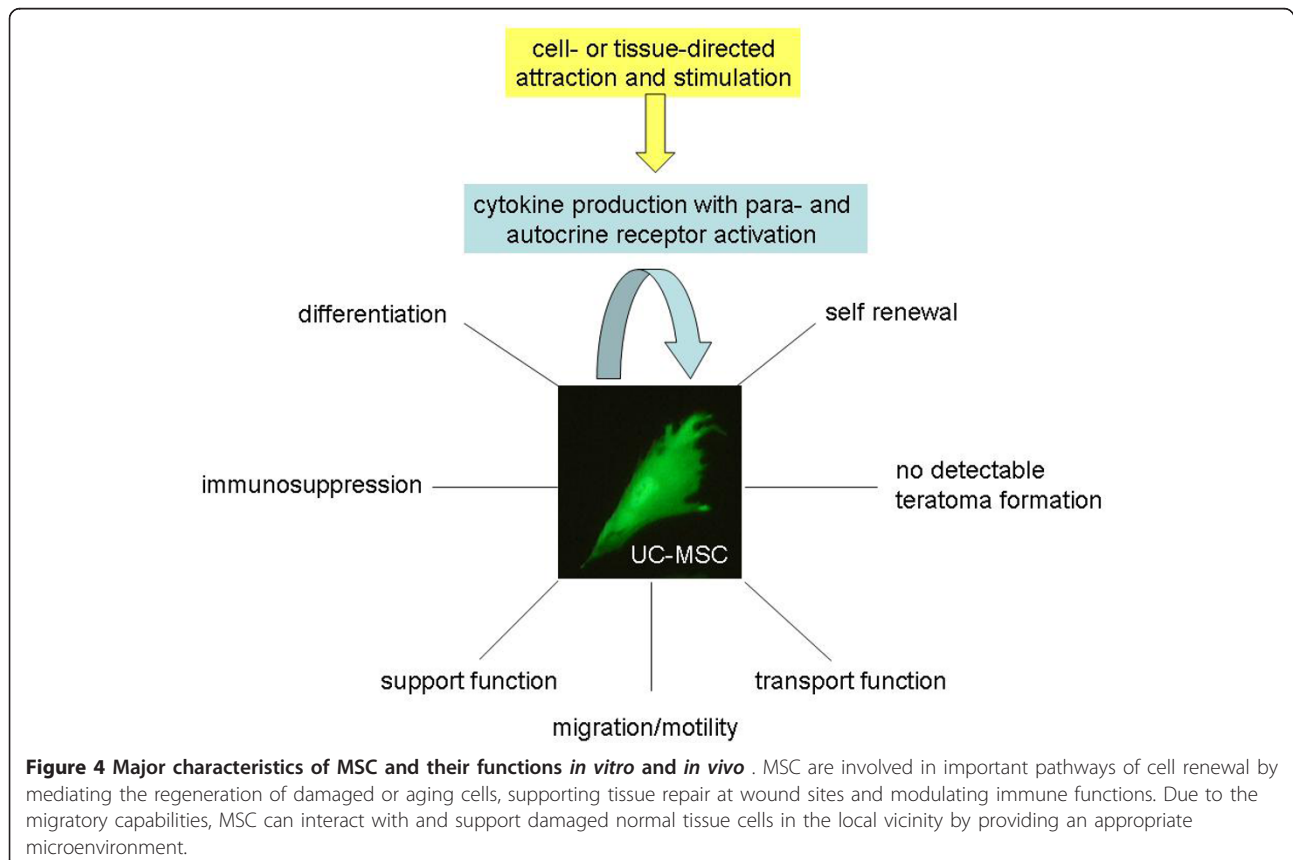 cell- or tissue-directed
attraction and stimulation
cytokine production with para- and
autocrine receptor activation
differentiation
self renewal
immunosuppression
no detectable
teratoma formation
UC-MSC
support function
transport function
migration/motility
Figure 4 Major characteristics of MSC and their functions in vitro and in vivo . MSC are involved in important pathways of cell renewal by
mediating the regeneration of damaged or aging cells, supporting tissue repair at wound sites and modulating immune functions. Due to the
migratory capabilities, MSC can interact with and support damaged normal tissue cells in the local vicinity by providing an appropriate
microenvironment.